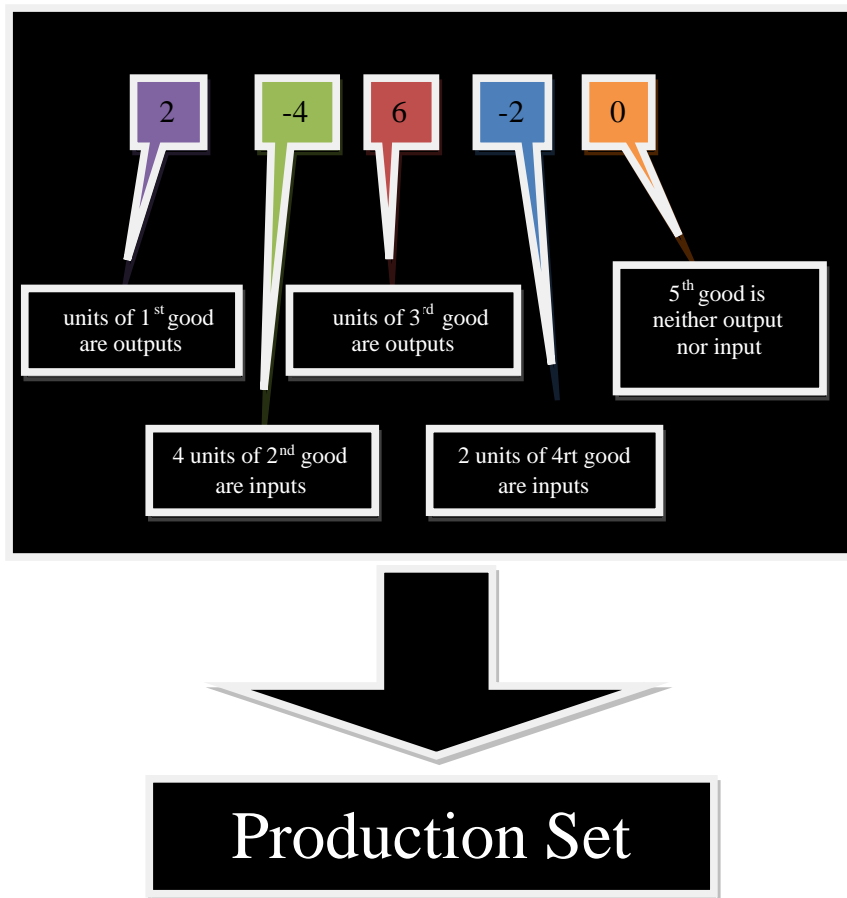 2 -4 6 -2 0
units of 1st good
are outputs
units of 3rd good
are outputs
5th good is
neither output
nor input
4 units of 2nd good
are inputs
2 units of 4rt good
are inputs
Production Set